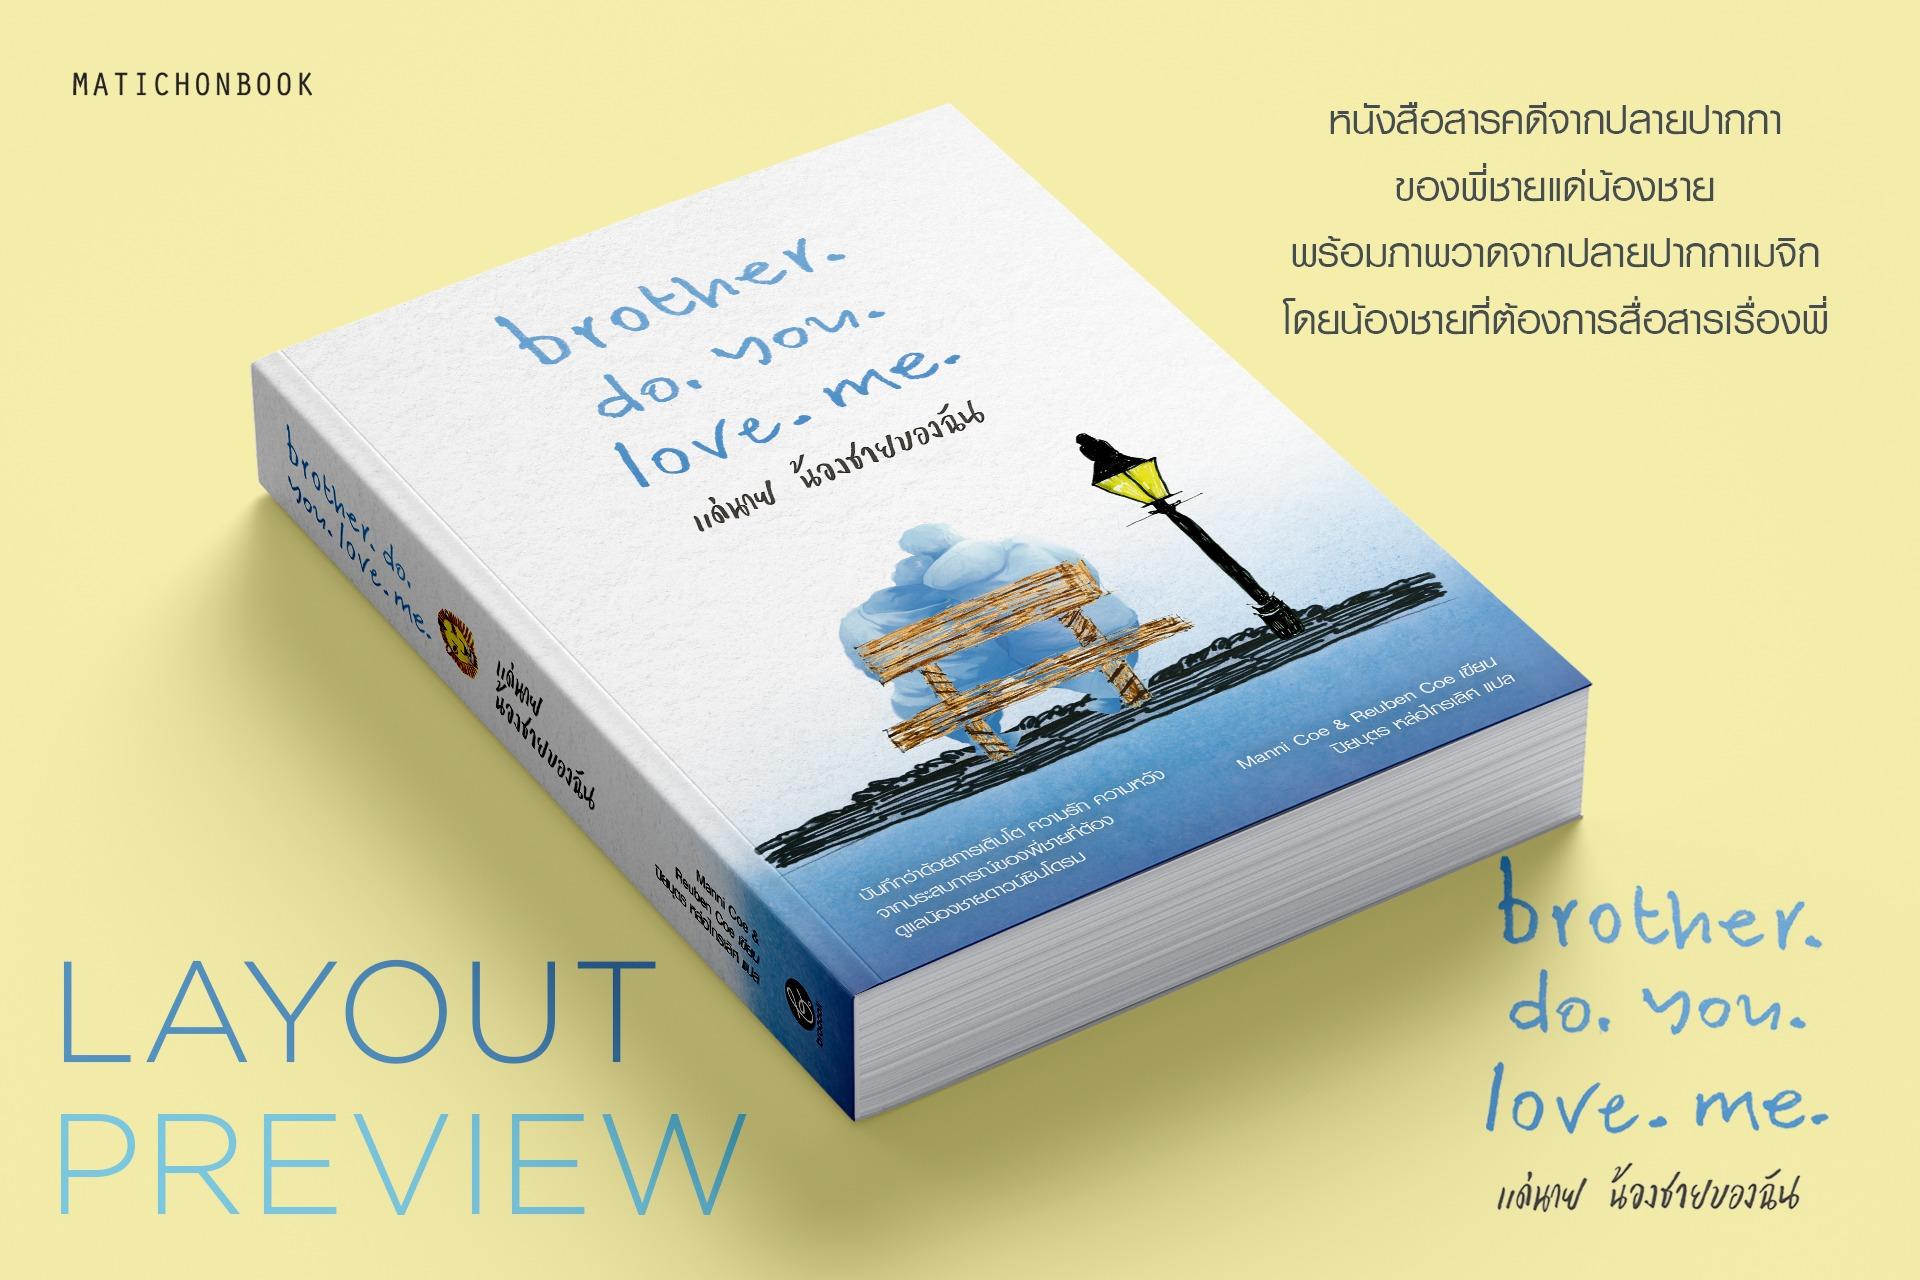 MATICHONBOOK
หนังสือสารคดีจากปลายปากกา
ของพี่ชายแด่น้องชาย
พร้อมภาพวาดจากปลายปากกาเมจิก
โดยน้องชายที่ต้องการสื่อสารเรื่องพี่
brother.
do. you.
love. me.
แด่นาย น้องชายของฉัน
Manni Coe & Reuben Coe เขียน
ปิยบุตร หล่อไกรเลิศ แปล
บันทึกว่าด้วยการเติบโต ความรัก ความหวัง
จากประสบการณ์ของพี่ชายที่ต้อง
ดูแลน้องชายดาวน์ซินโดรม
brother. do.
you. love. me.
แด่นาย
น้องชายของฉัน
Manni Coe &
Reuben Coe เขียน
ปิยบุตร หล่อไกรเลิศ แปล
LAYOUT
PREVIEW
brother.
do. you.
love. me.
แด่นาย น้องชายของฉัน